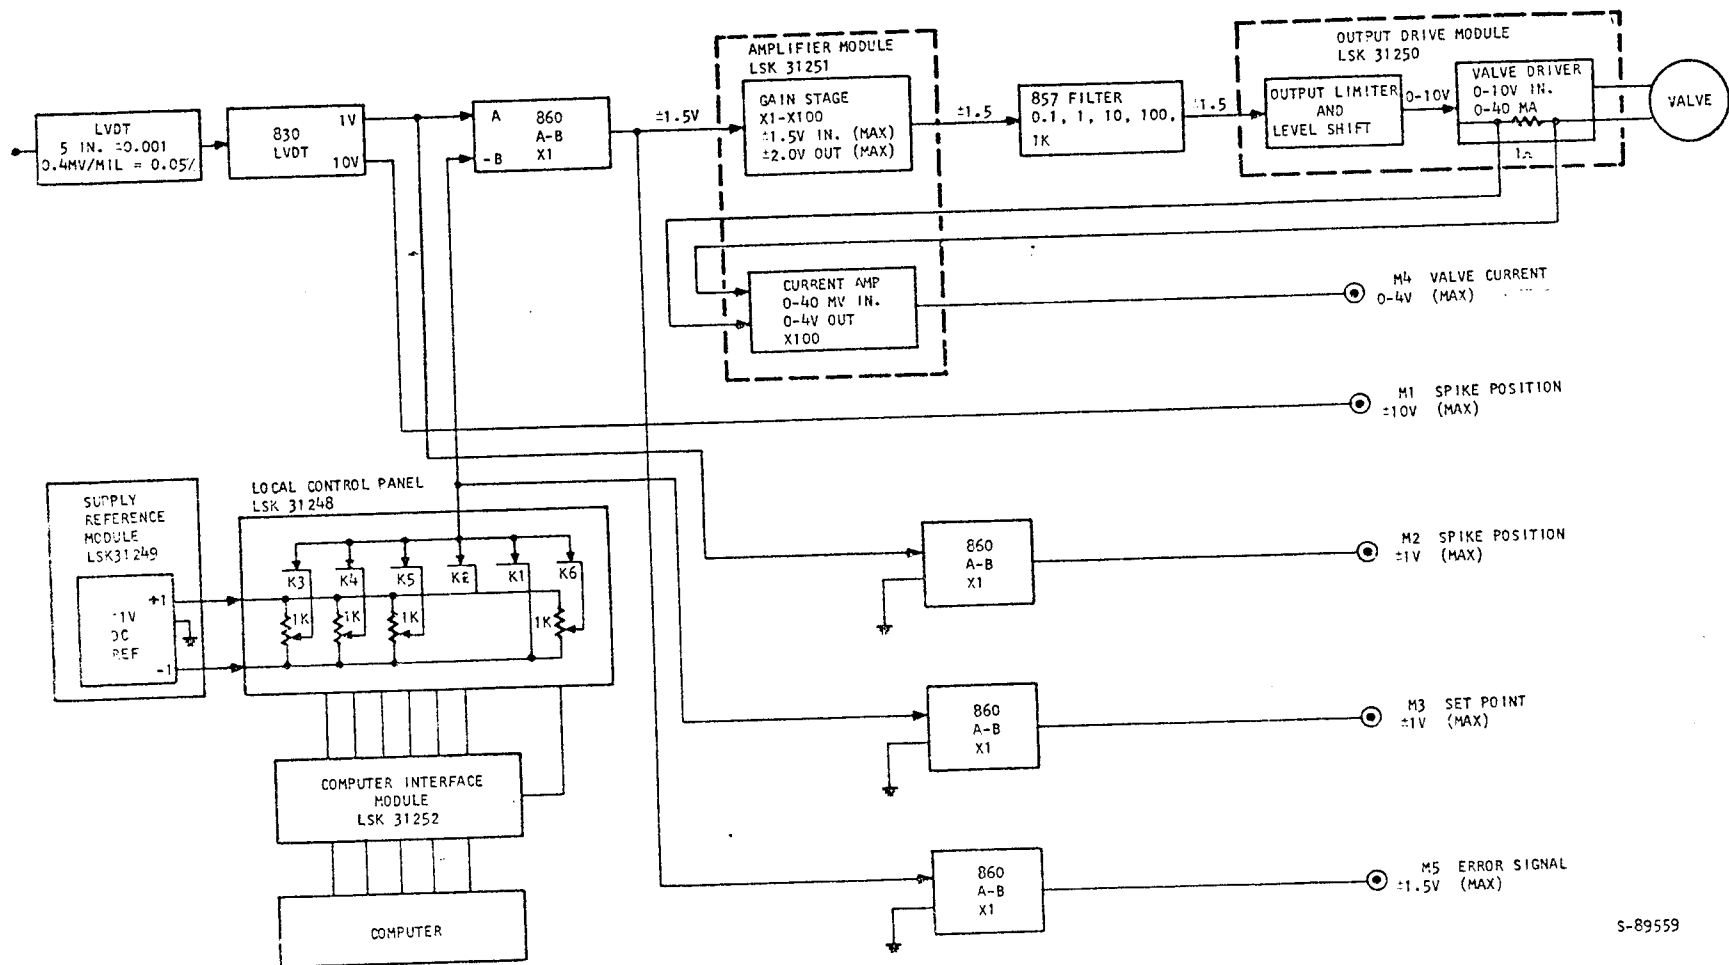 LVDT
5 IN. ±0.001
0.4MV/MIL = 0.05%
830
LVDT
1V
10V
A
-B
860
A-B
X1
±1.5V
AMPLIFIER MODULE
LSK 31251
GAIN STAGE
X1-X100
±1.5V IN. (MAX)
±2.0V OUT (MAX)
±1.5
857 FILTER
0.1, 1, 10, 100,
1K
±1.5
OUTPUT DRIVE MODULE
LSK 31250
OUTPUT LIMITER
AND
LEVEL SHIFT
0-10V
VALVE DRIVER
0-10V IN.
0-40 MA
1Ω
VALVE
CURRENT AMP
0-40 MV IN.
0-4V OUT
X100
M4 VALVE CURRENT
0-4V (MAX)
M1 SPIKE POSITION
±10V (MAX)
SUPPLY
REFERENCE
MODULE
LSK31249
+1
1V
DC
REF
-1
LOCAL CONTROL PANEL
LSK 31248
K3
K4
K5
K2
K1
K6
1K
1K
1K
1K
860
A-B
X1
M2 SPIKE POSITION
±1V (MAX)
860
A-B
X1
M3 SET POINT
±1V (MAX)
COMPUTER INTERFACE
MODULE
LSK 31252
860
A-B
X1
M5 ERROR SIGNAL
±1.5V (MAX)
COMPUTER
S-89559